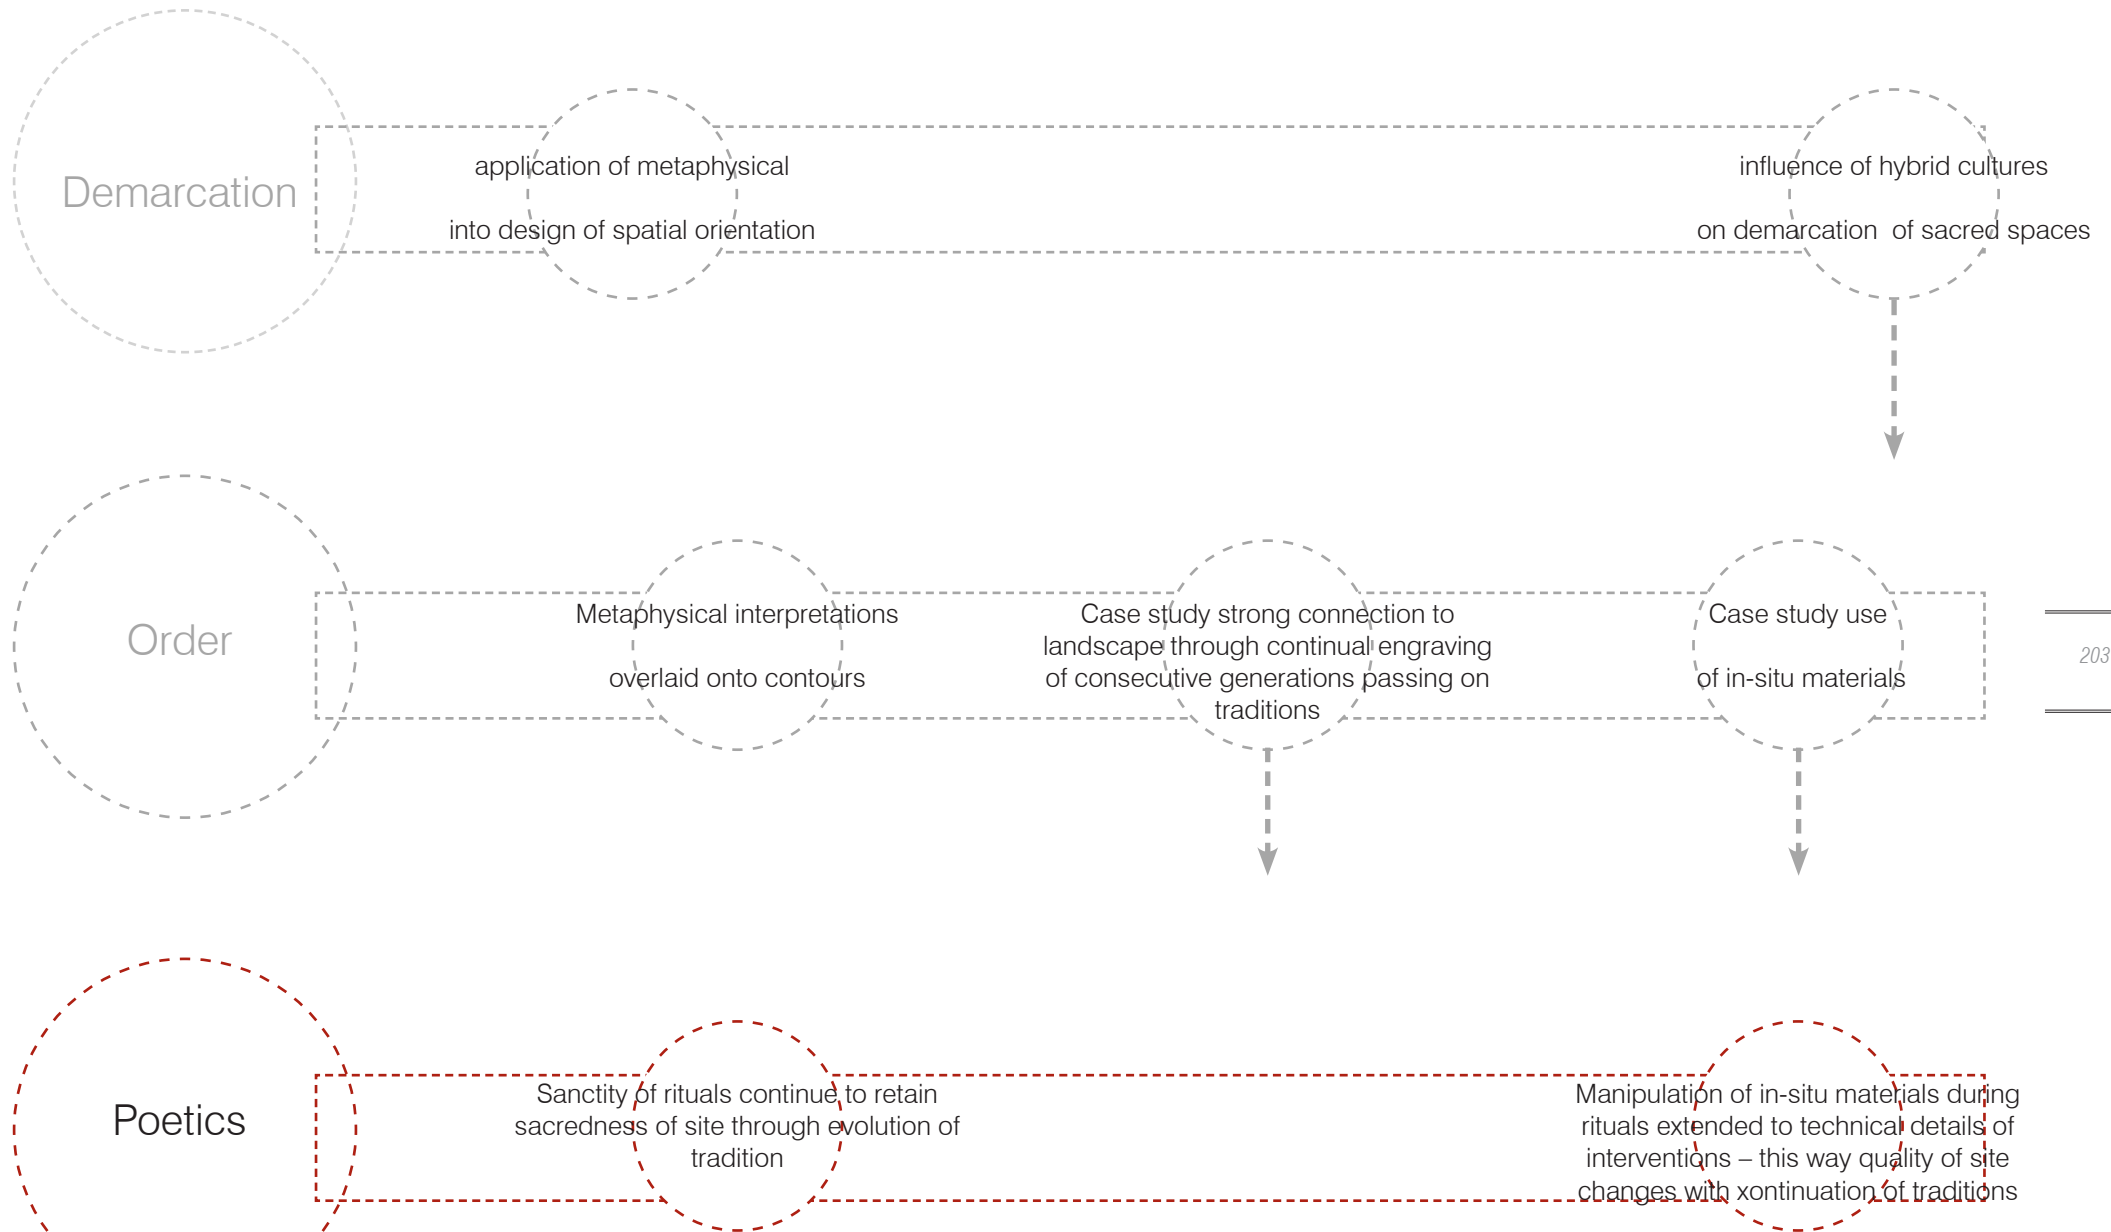 Demarcation
application of metaphysical
into design of spatial orientation
influence of hybrid cultures
on demarcation  of sacred spaces
Order
Metaphysical interpretations
overlaid onto contours
Case study strong connection to
landscape through continual engraving
of consecutive generations passing on
traditions
Case study use
of in-situ materials
203
Poetics
Sanctity of rituals continue to retain
sacredness of site through evolution of
tradition
Manipulation of in-situ materials during
rituals extended to technical details of
interventions – this way quality of site
changes with xontinuation of traditions